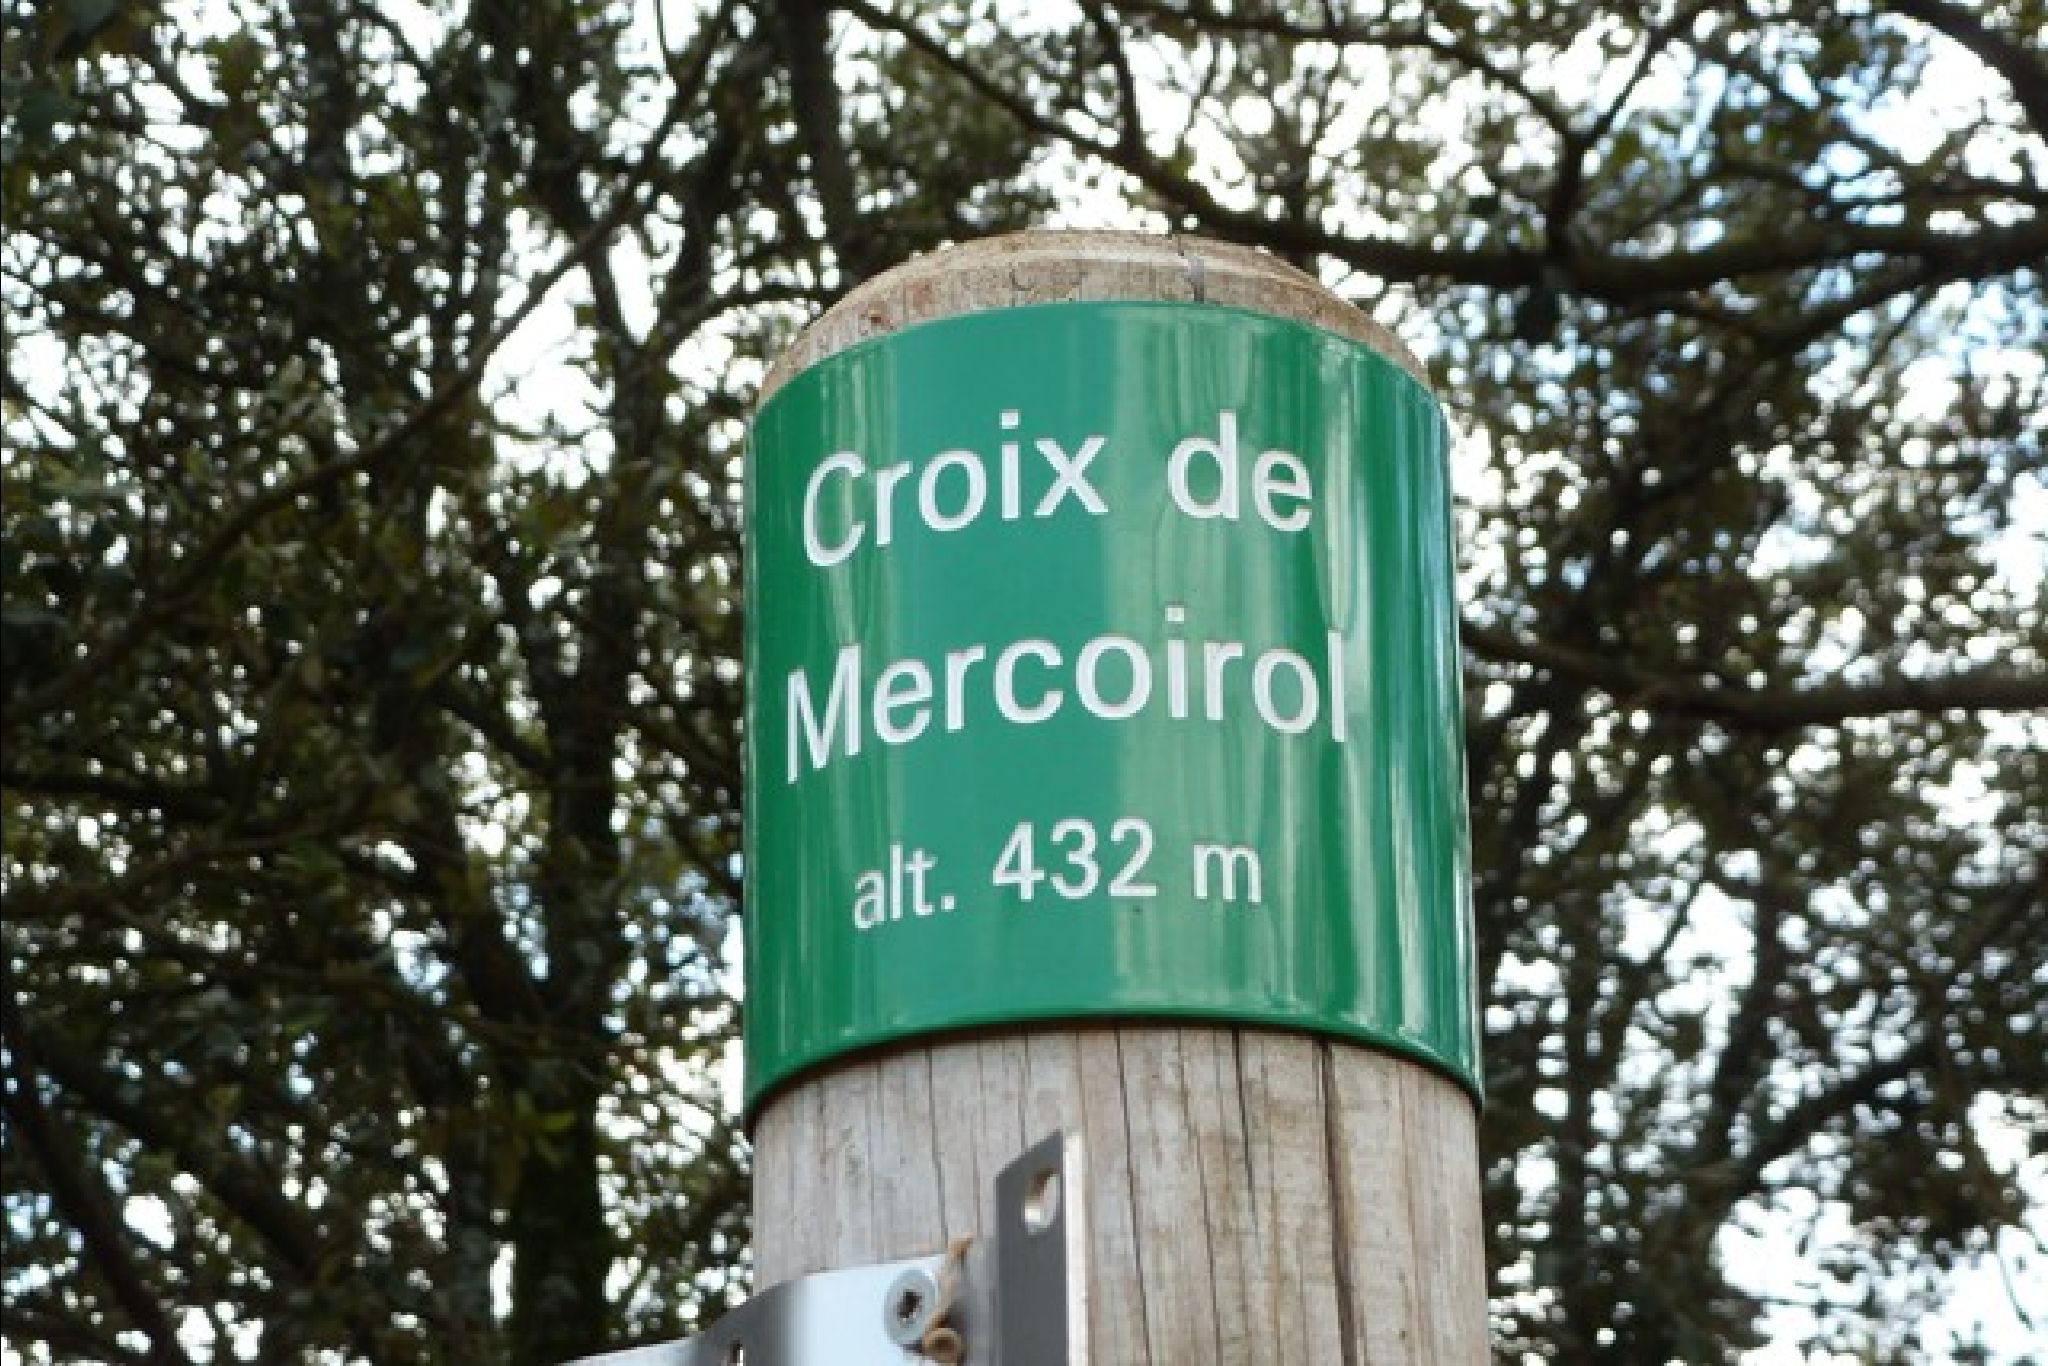 Croix de
Mercoirol
alt. 432 m